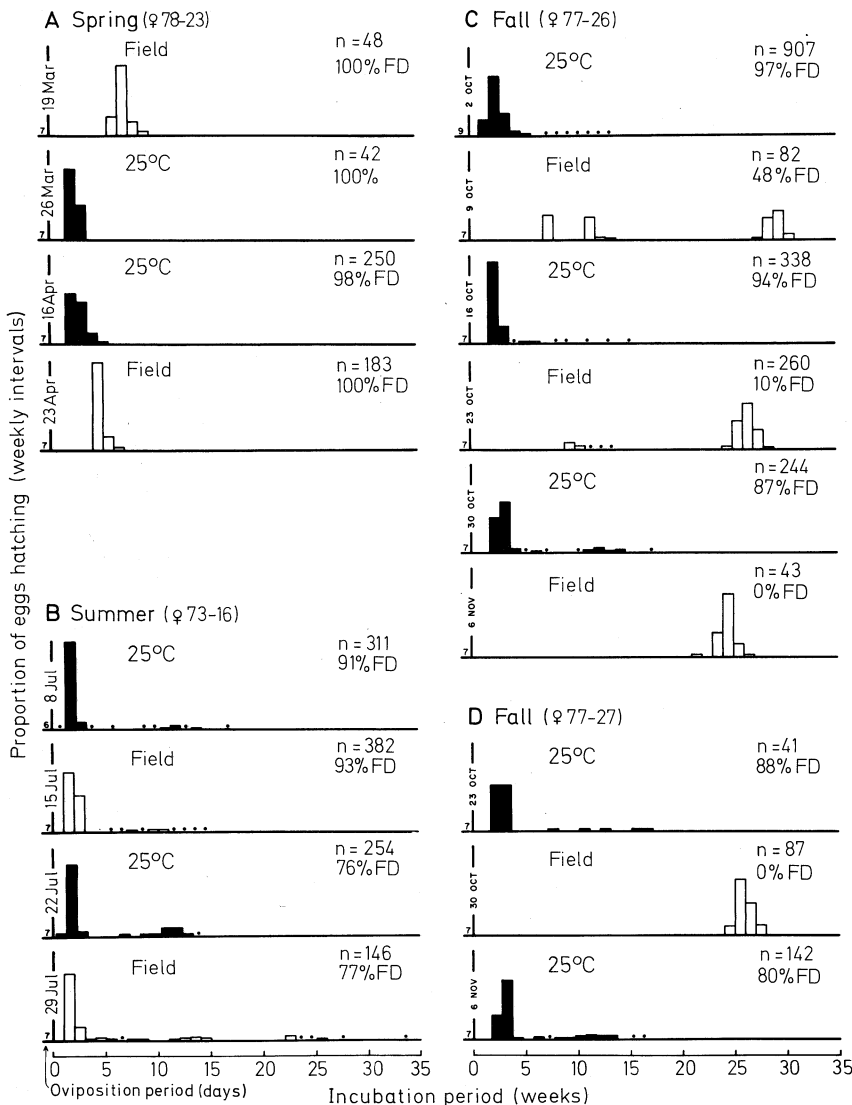 A Spring (♀78-23)
Field
n = 48
100% FD
19 Mar
7
25°C
n = 42
100%
26 Mar
7
25°C
n = 250
98% FD
16 Apr
7
Field
n = 183
100% FD
23 Apr
7
B Summer (♀73-16)
25°C
n = 311
91% FD
8 Jul
6
Field
n = 382
93% FD
15 Jul
7
25°C
n = 254
76% FD
22 Jul
7
Field
n = 146
77% FD
29 Jul
7
0 5 10 15 20 25 30 35
C Fall (♀77-26)
25°C
n = 907
97% FD
2 OCT
9
Field
n = 82
48% FD
9 OCT
7
25°C
n = 338
94% FD
16 OCT
7
Field
n = 260
10% FD
23 OCT
7
25°C
n = 244
87% FD
30 OCT
7
Field
n = 43
0% FD
6 NOV
7
D Fall (♀77-27)
25°C
n = 41
88% FD
23 OCT
7
Field
n = 87
0% FD
30 OCT
7
25°C
n = 142
80% FD
6 NOV
7
0 5 10 15 20 25 30 35
Proportion of eggs hatching (weekly intervals)
Oviposition period (days)
Incubation period (weeks)